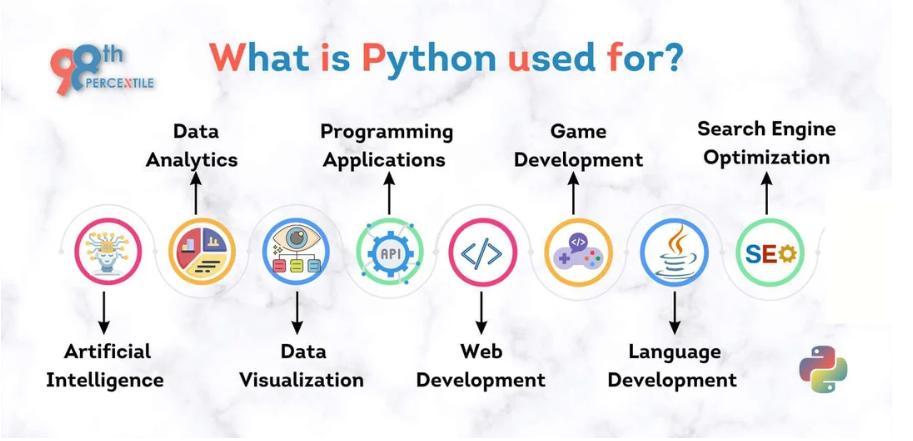 98th
PERCEXTILE
What is Python used for?
Data
Analytics
Programming
Applications
Game
Development
Search Engine
Optimization
API
</>
</>
SEO
Artificial
Intelligence
Data
Visualization
Web
Development
Language
Development